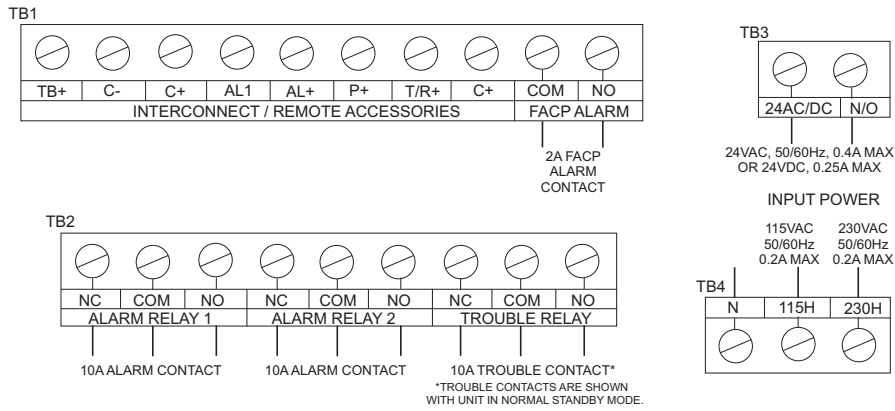 TB1
TB+ C- C+ AL1 AL+ P+ T/R+ C+ COM NO
INTERCONNECT / REMOTE ACCESSORIES FACP ALARM
2A FACP
ALARM
CONTACT
TB3
24AC/DC N/O
24VAC, 50/60Hz, 0.4A MAX
OR 24VDC, 0.25A MAX
INPUT POWER
TB2
NC COM NO NC COM NO NC COM NO
ALARM RELAY 1 ALARM RELAY 2 TROUBLE RELAY
10A ALARM CONTACT 10A ALARM CONTACT 10A TROUBLE CONTACT*
*TROUBLE CONTACTS ARE SHOWN
WITH UNIT IN NORMAL STANDBY MODE.
115VAC 230VAC
50/60Hz 50/60Hz
0.2A MAX 0.2A MAX
TB4
N 115H 230H